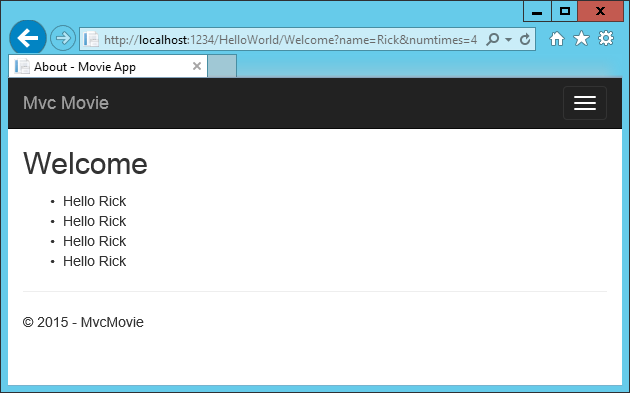 http://localhost:1234/HelloWorld/Welcome?name=Rick&numtimes=4
About - Movie App
Mvc Movie
Welcome
• Hello Rick
• Hello Rick
• Hello Rick
• Hello Rick
© 2015 - MvcMovie